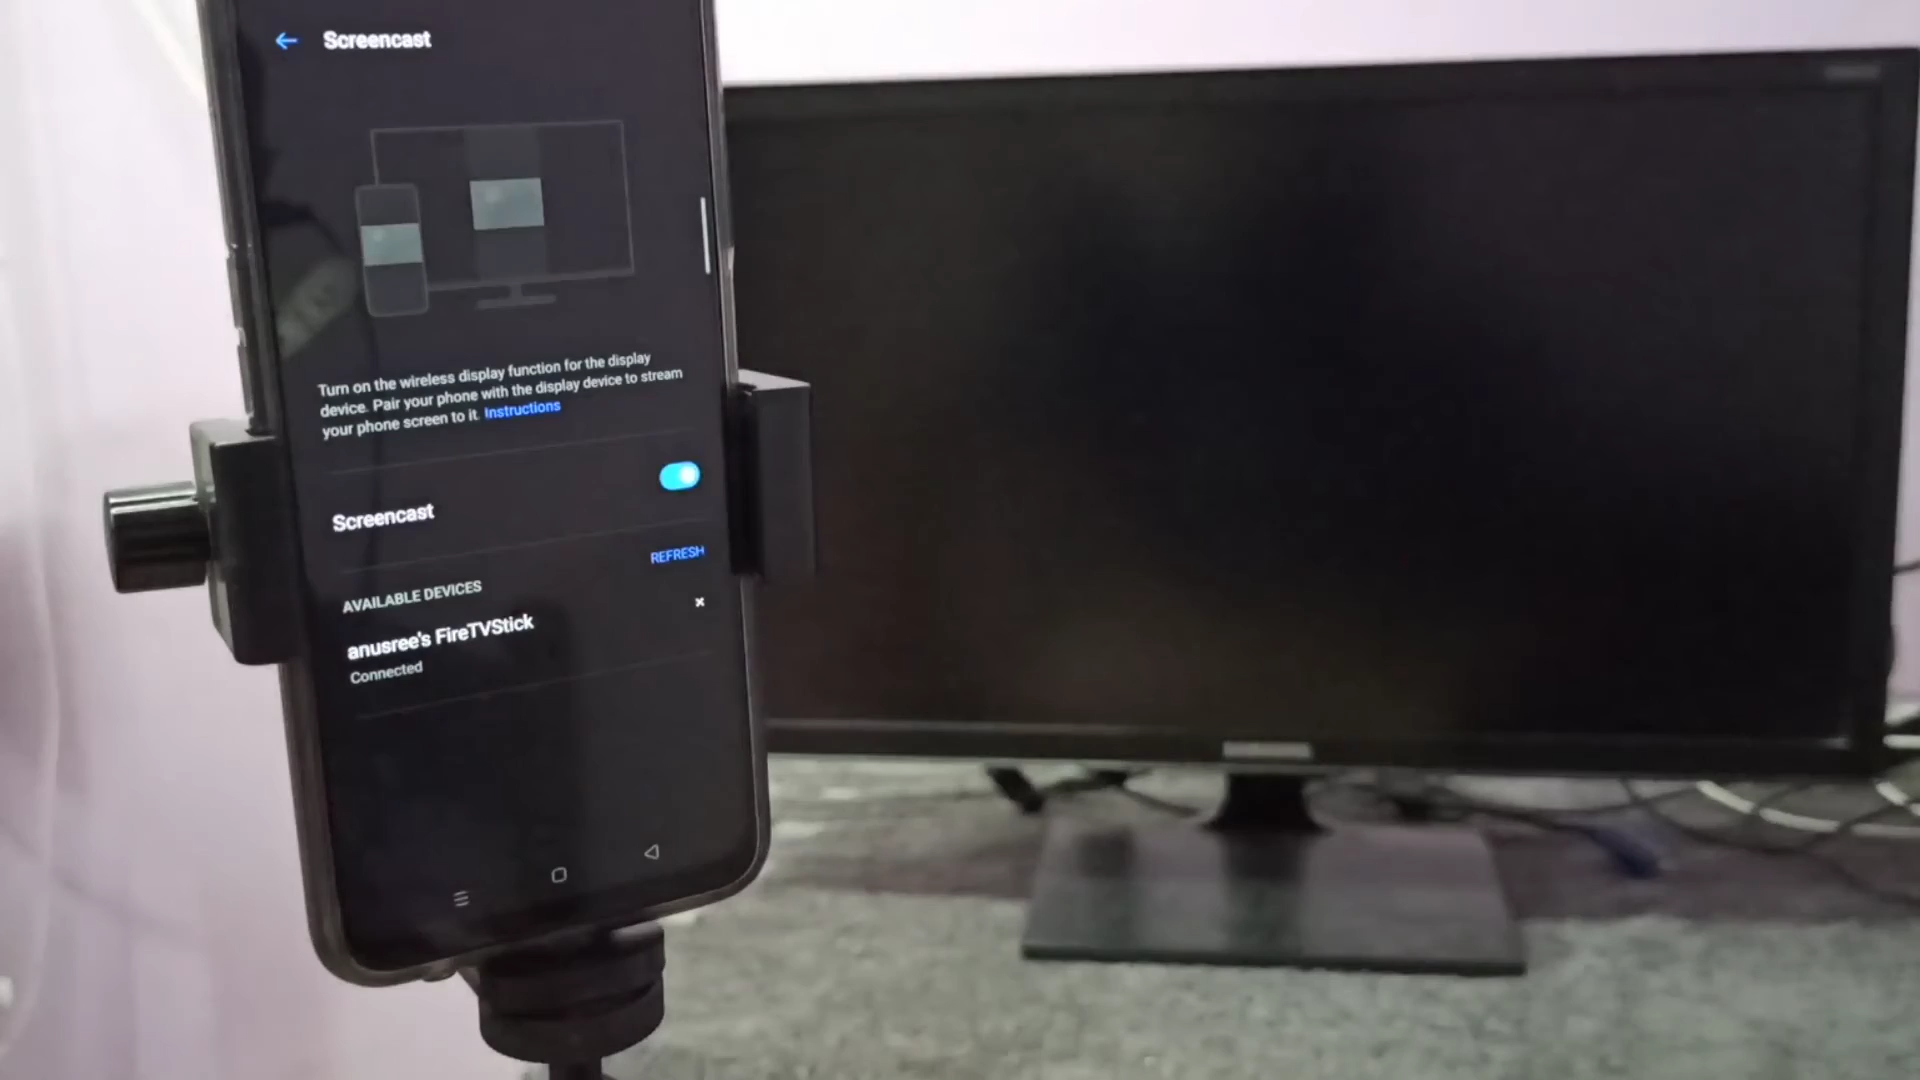 Screencast
Turn on the wireless display function for the display
device. Pair your phone with the display device to stream
your phone screen to it. Instructions
Screencast
REFRESH
AVAILABLE DEVICES
anusree's FireTVStick
Connected